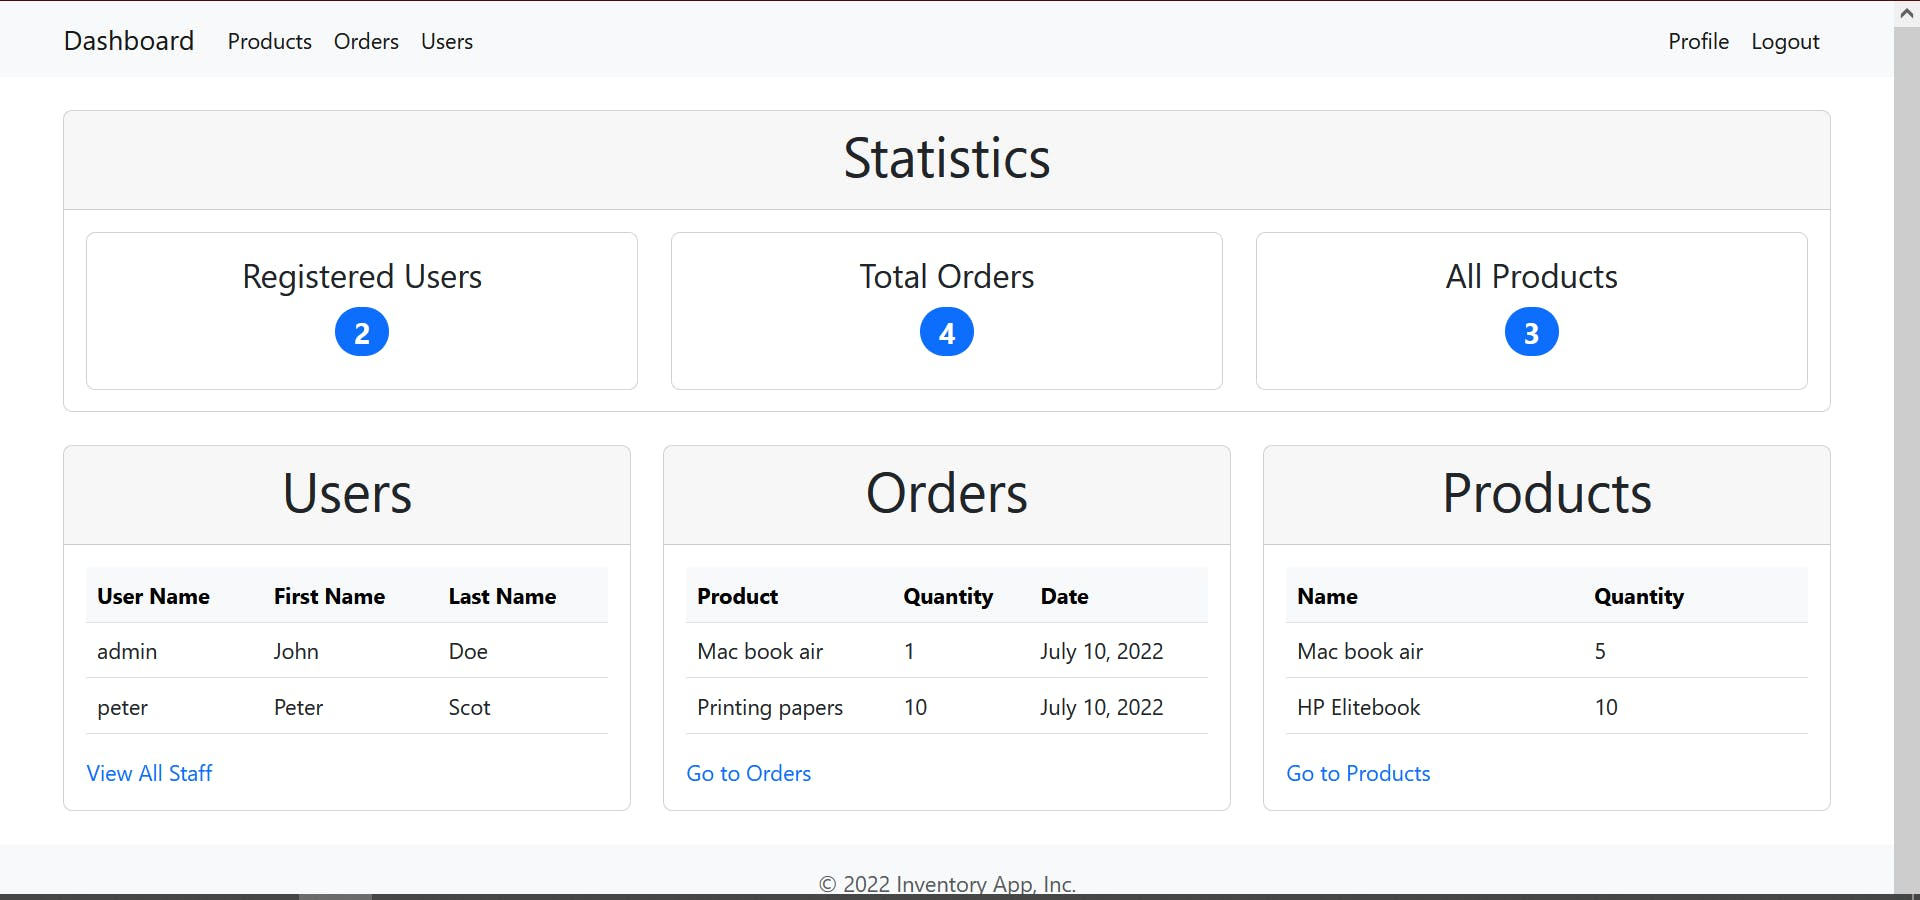 Dashboard Products Orders Users Profile Logout
Statistics
Registered Users Total Orders All Products
2 4 3
Users
User Name First Name Last Name
admin John Doe
peter Peter Scot
View All Staff
Orders
Product Quantity Date
Mac book air 1 July 10, 2022
Printing papers 10 July 10, 2022
Go to Orders
Products
Name Quantity
Mac book air 5
HP Elitebook 10
Go to Products
© 2022 Inventory App, Inc.